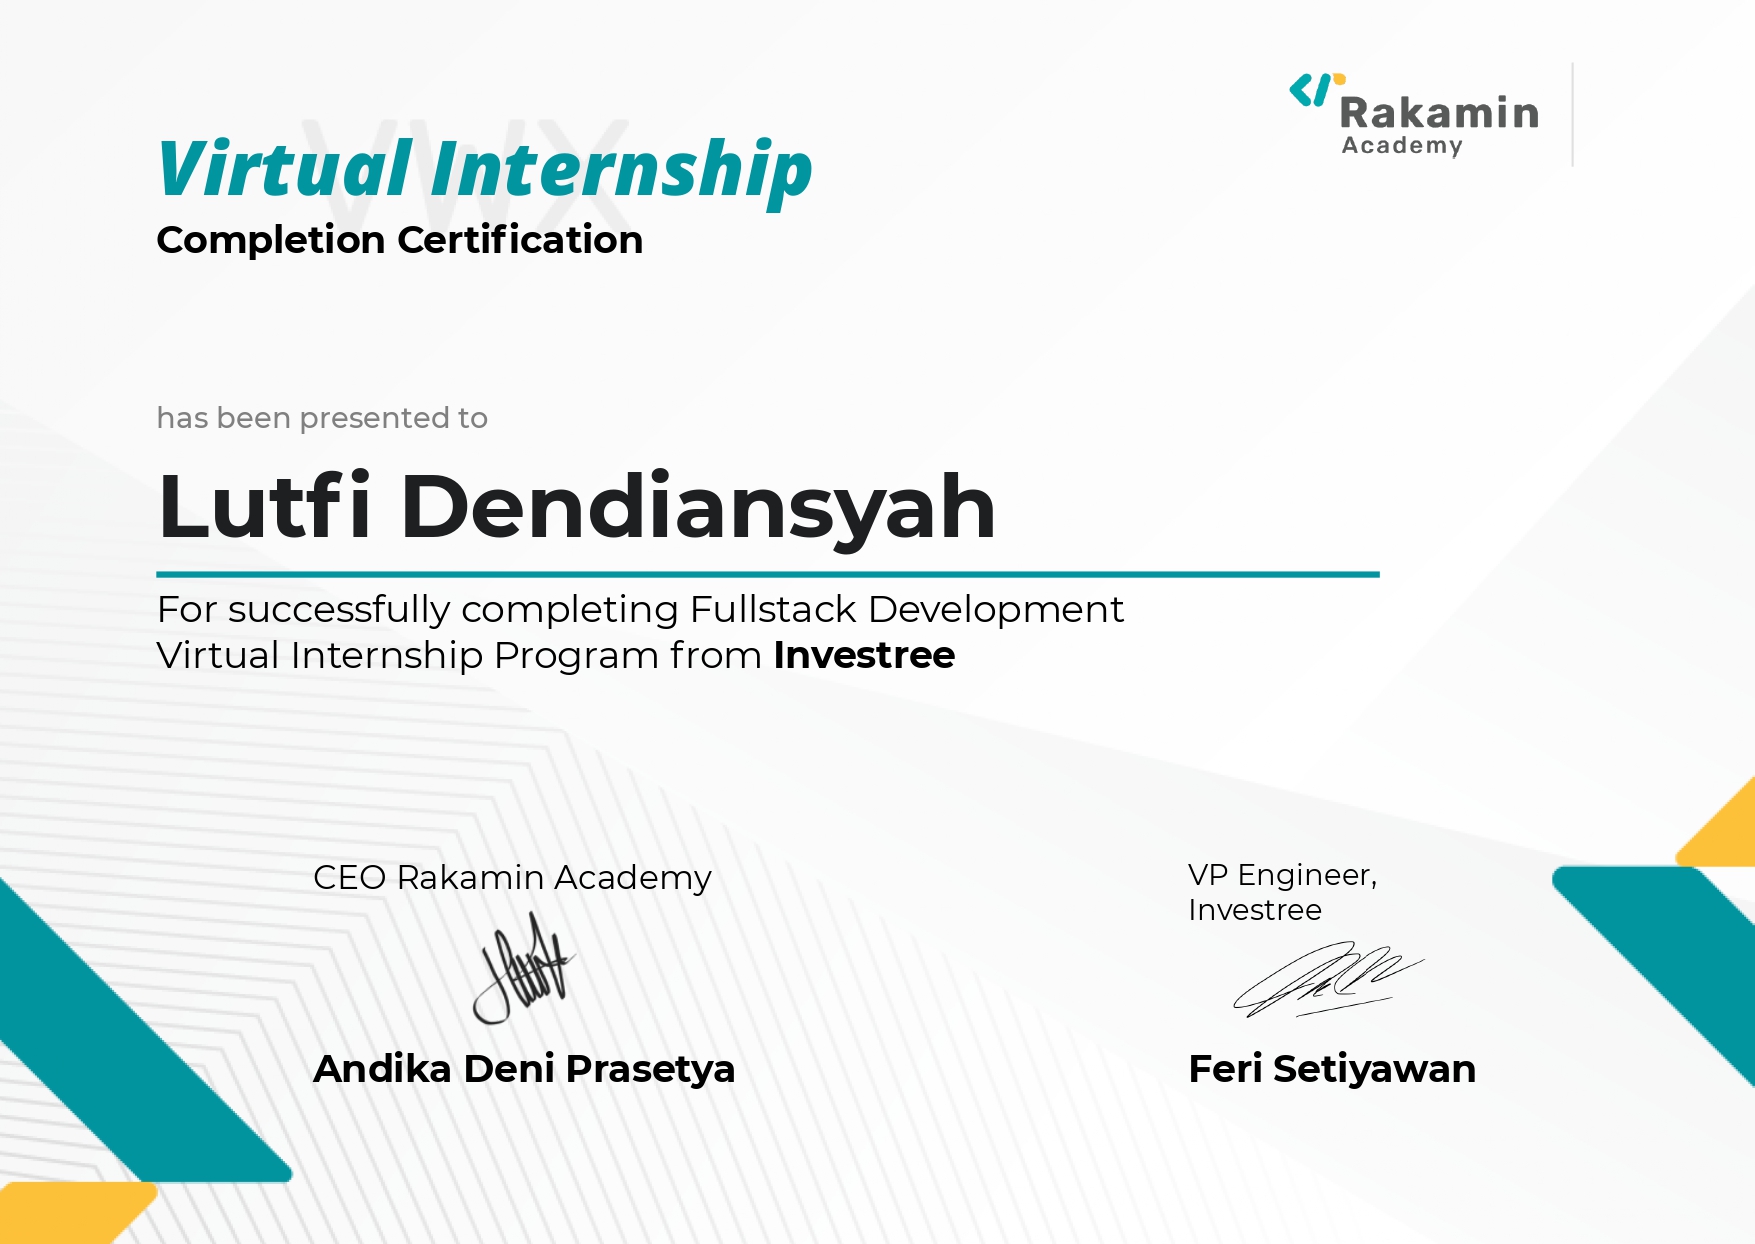 Rakamin
Academy
VWX
Virtual Internship
Completion Certification
has been presented to
Lutfi Dendiansyah
For successfully completing Fullstack Development
Virtual Internship Program from Investree
CEO Rakamin Academy
Andika Deni Prasetya
VP Engineer,
Investree
Feri Setiyawan